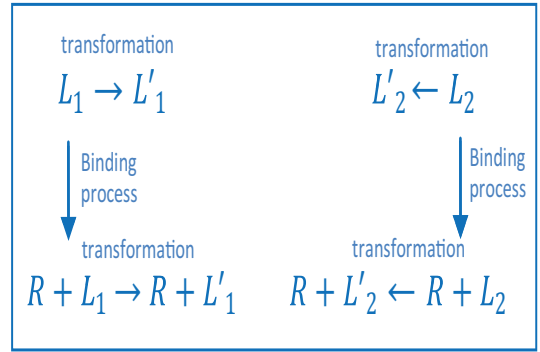 transformation
L₁ → L'₁
Binding
process
transformation
R + L₁ → R + L'₁
transformation
L'₂ ← L₂
Binding
process
transformation
R + L'₂ ← R + L₂